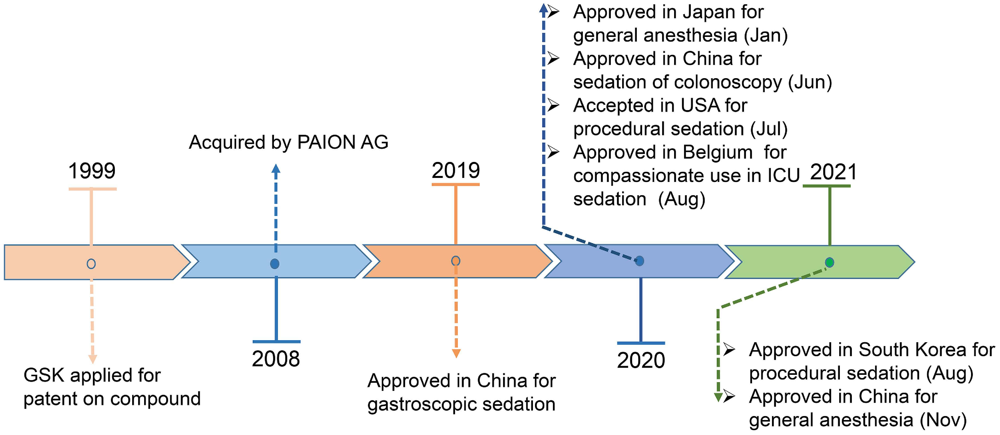 1999
GSK applied for
patent on compound
Acquired by PAION AG
2008
2019
Approved in China for
gastroscopic sedation
Approved in Japan for
general anesthesia (Jan)
Approved in China for
sedation of colonoscopy (Jun)
Accepted in USA for
procedural sedation (Jul)
Approved in Belgium  for
compassionate use in ICU
sedation  (Aug)
2020
2021
Approved in South Korea for
procedural sedation (Aug)
Approved in China for
general anesthesia (Nov)